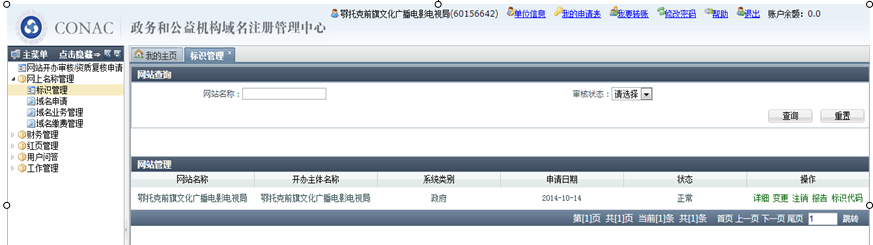 鄂托克前旗文化广播电影电视局(60156642) 单位信息 我的申请表 我要转账 修改密码 帮助 退出 账户余额：0.0
CONAC 政务和公益机构域名注册管理中心
主菜单 点击隐藏
我的主页 标识管理
网站开办审核/资质复核申请
网上名称管理
标识管理
域名申请
域名业务管理
域名缴费管理
财务管理
红页管理
用户问答
工作管理
网站查询
网站名称： 审核状态： 请选择
查询 重置
网站管理
网站名称 开办主体名称 系统类别 申请日期 状态 操作
鄂托克前旗文化广播电影电视局 鄂托克前旗文化广播电影电视局 政府 2014-10-14 正常 详细 变更 注销 报告 标识代码
第[1]页 共[1]页 当前[1]条 共[1]条 首页 上一页 下一页 尾页 1 跳转